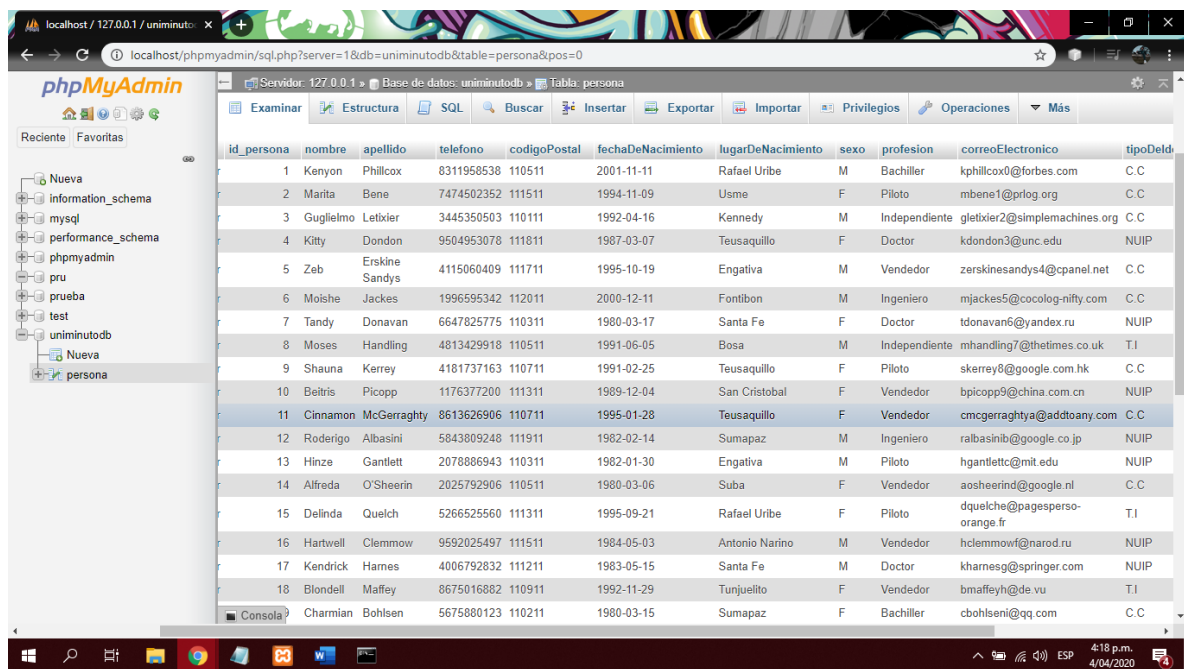 localhost / 127.0.0.1 / uniminuto
localhost/phpmyadmin/sql.php?server=1&db=uniminutodb&table=persona&pos=0
phpMyAdmin
Reciente Favoritas
Nueva
information_schema
mysql
performance_schema
phpmyadmin
pru
prueba
test
uniminutodb
Nueva
persona
Servidor: 127.0.0.1 » Base de datos: uniminutodb » Tabla: persona
Examinar Estructura SQL Buscar Insertar Exportar Importar Privilegios Operaciones Más
id_persona nombre apellido telefono codigoPostal fechaDeNacimiento lugarDeNacimiento sexo profesion correoElectronico tipoDeIde
1 Kenyon Phillcox 8311958538 110511 2001-11-11 Rafael Uribe M Bachiller kphillcox0@forbes.com C.C
2 Marita Bene 7474502352 111511 1994-11-09 Usme F Piloto mbene1@prlog.org C.C
3 Guglielmo Letixier 3445350503 110111 1992-04-16 Kennedy M Independiente gletixier2@simplemachines.org C.C
4 Kitty Dondon 9504953078 111811 1987-03-07 Teusaquillo F Doctor kdondon3@unc.edu NUIP
5 Zeb Erskine Sandys 4115060409 111711 1995-10-19 Engativa M Vendedor zerskinesandys4@cpanel.net C.C
6 Moishe Jackes 1996595342 112011 2000-12-11 Fontibon M Ingeniero mjackes5@cocolog-nifty.com C.C
7 Tandy Donavan 6647825775 110311 1980-03-17 Santa Fe F Doctor tdonavan6@yandex.ru NUIP
8 Moses Handling 4813429918 110511 1991-06-05 Bosa M Independiente mhandling7@thetimes.co.uk T.I
9 Shauna Kerrey 4181737163 110711 1991-02-25 Teusaquillo F Piloto skerrey8@google.com.hk C.C
10 Beitris Picopp 1176377200 111311 1989-12-04 San Cristobal F Vendedor bpicopp9@china.com.cn NUIP
11 Cinnamon McGerraghty 8613626906 110711 1995-01-28 Teusaquillo F Vendedor cmcgerraghtya@addtoany.com C.C
12 Roderigo Albasini 5843809248 111911 1982-02-14 Sumapaz M Ingeniero ralbasinib@google.co.jp NUIP
13 Hinze Gantlett 2078886943 110311 1982-01-30 Engativa M Piloto hgantlettc@mit.edu NUIP
14 Alfreda O'Sheerin 2025792906 110511 1980-03-06 Suba F Vendedor aosheerind@google.nl C.C
15 Delinda Quelch 5266525560 111311 1995-09-21 Rafael Uribe F Piloto dquelche@pagesperso-orange.fr T.I
16 Hartwell Clemmow 9592025497 111511 1984-05-03 Antonio Narino M Vendedor hclemmowf@narod.ru NUIP
17 Kendrick Harnes 4006792832 111211 1983-05-15 Santa Fe M Doctor kharnesg@springer.com NUIP
18 Blondell Maffey 8675016882 110911 1992-11-29 Tunjuelito F Vendedor bmaffeyh@de.vu T.I
Consola 9 Charmian Bohlsen 5675880123 110211 1980-03-15 Sumapaz F Bachiller cbohlseni@qq.com C.C
ESP 4:18 p.m.
4/04/2020 4